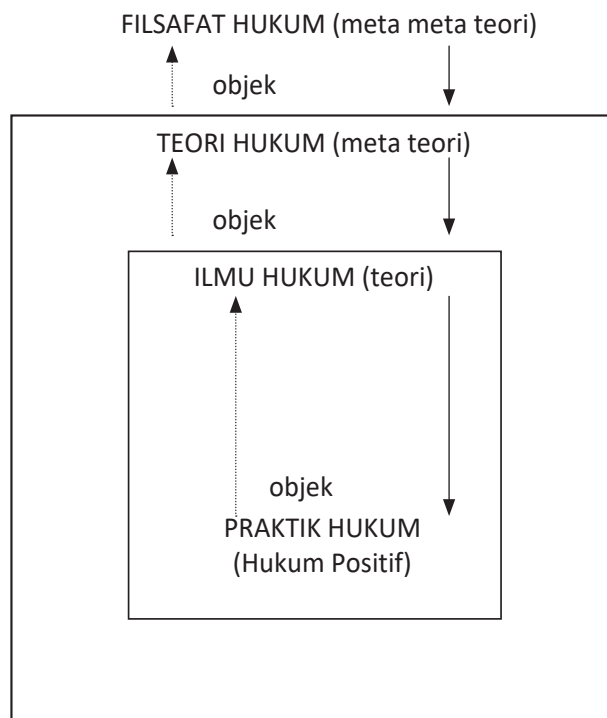 FILSAFAT HUKUM (meta meta teori)
objek
TEORI HUKUM (meta teori)
objek
ILMU HUKUM (teori)
objek
PRAKTIK HUKUM
(Hukum Positif)